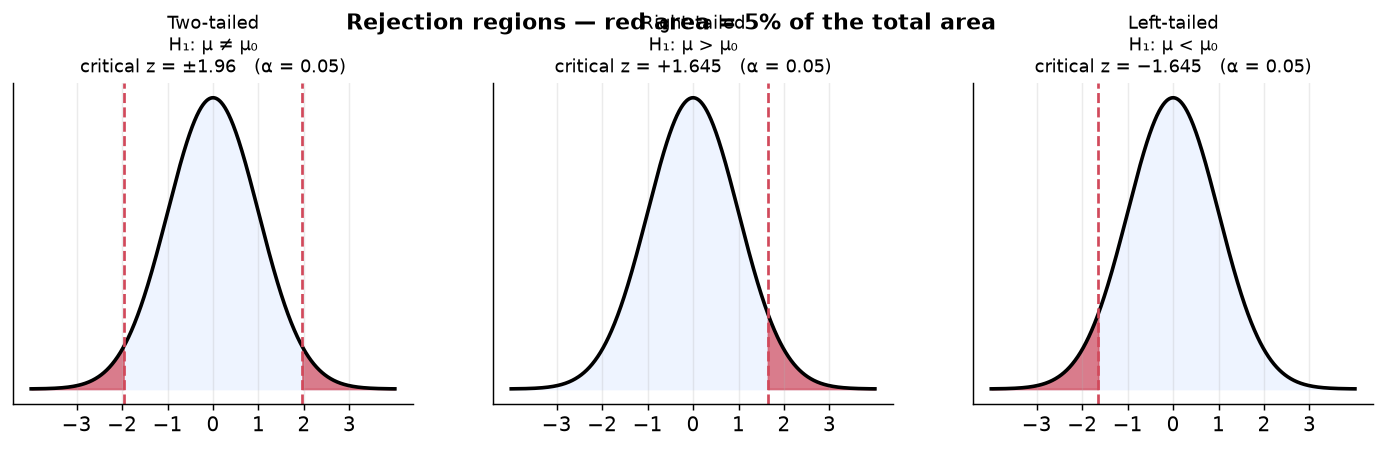 Rejection regions — red area = 5% of the total area
Two-tailed
H₁: μ ≠ μ₀
critical z = ±1.96 (α = 0.05)
Right-tailed
H₁: μ > μ₀
critical z = +1.645 (α = 0.05)
Left-tailed
H₁: μ < μ₀
critical z = −1.645 (α = 0.05)
−3 −2 −1 0 1 2 3
−3 −2 −1 0 1 2 3
−3 −2 −1 0 1 2 3